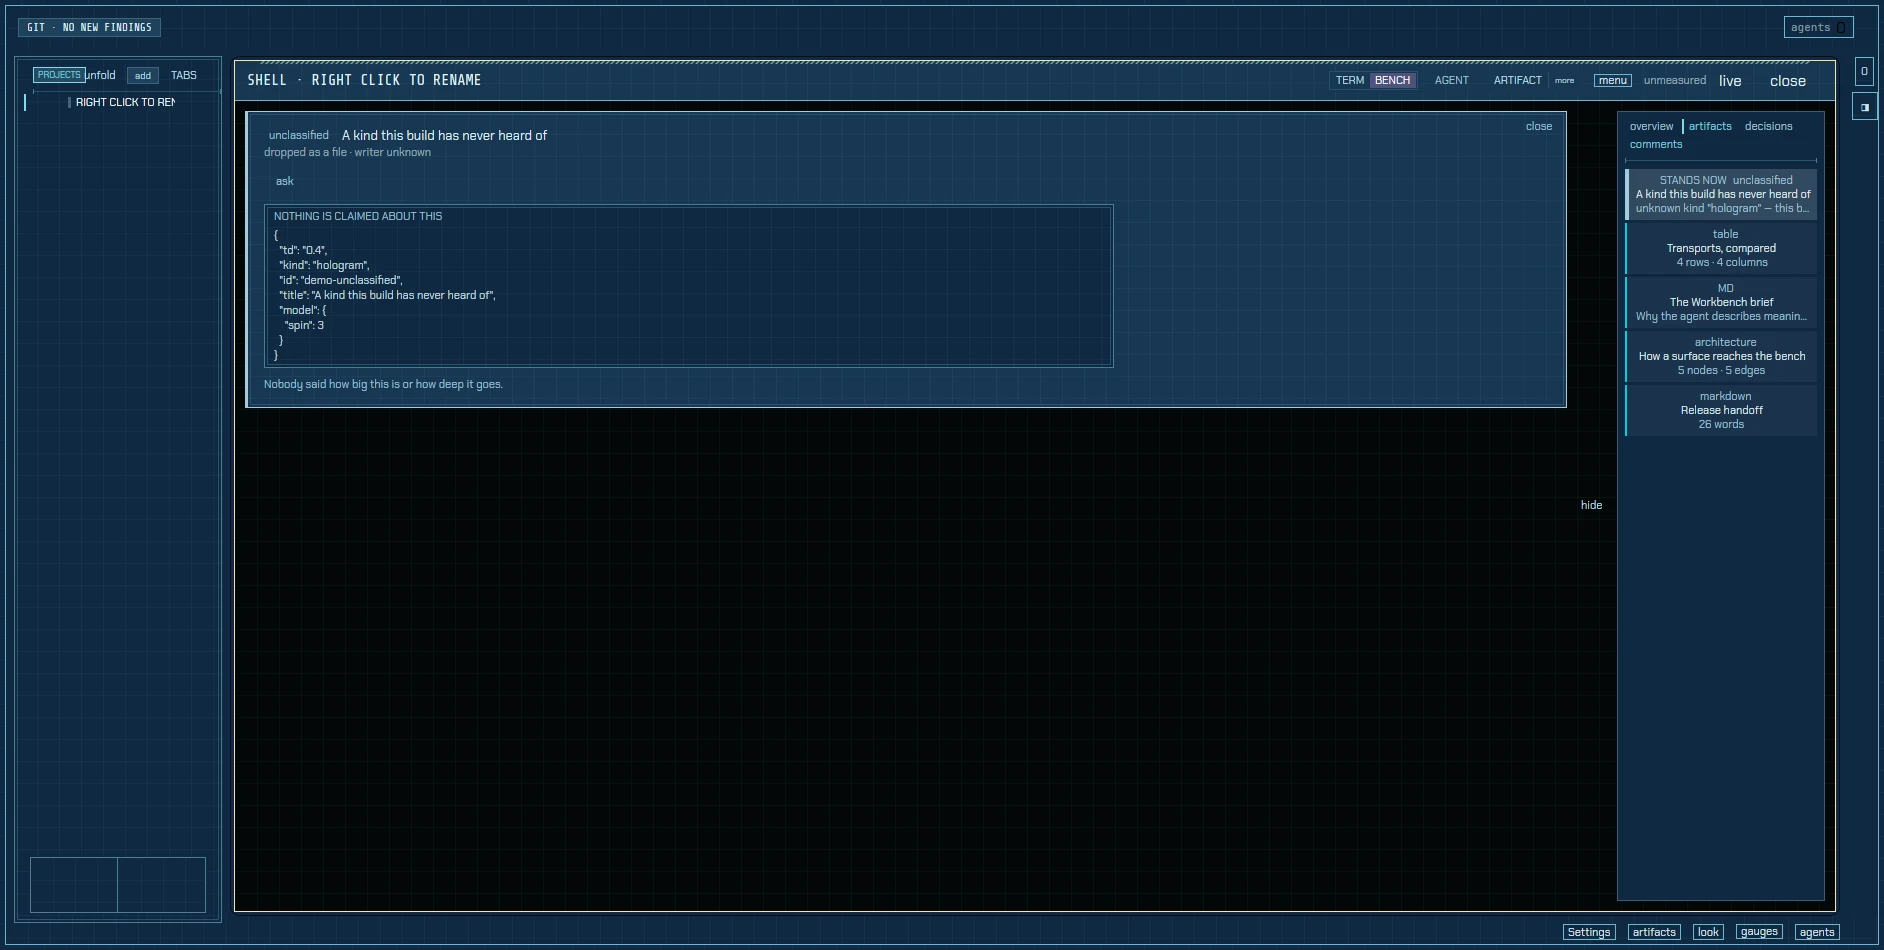 GIT · NO NEW FINDINGS
agents
PROJECTS unfold add TABS
RIGHT CLICK TO REN
SHELL · RIGHT CLICK TO RENAME
TERM BENCH AGENT ARTIFACT more menu unmeasured live close
unclassified A kind this build has never heard of
close
dropped as a file · writer unknown
ask
NOTHING IS CLAIMED ABOUT THIS
{
"td": "0.4",
"kind": "hologram",
"id": "demo-unclassified",
"title": "A kind this build has never heard of",
"model": {
"spin": 3
}
}
Nobody said how big this is or how deep it goes.
hide
overview artifacts decisions
comments
STANDS NOW unclassified
A kind this build has never heard of
unknown kind "hologram" — this b...
table
Transports, compared
4 rows · 4 columns
MD
The Workbench brief
Why the agent describes meanin...
architecture
How a surface reaches the bench
5 nodes · 5 edges
markdown
Release handoff
26 words
Settings artifacts look gauges agents